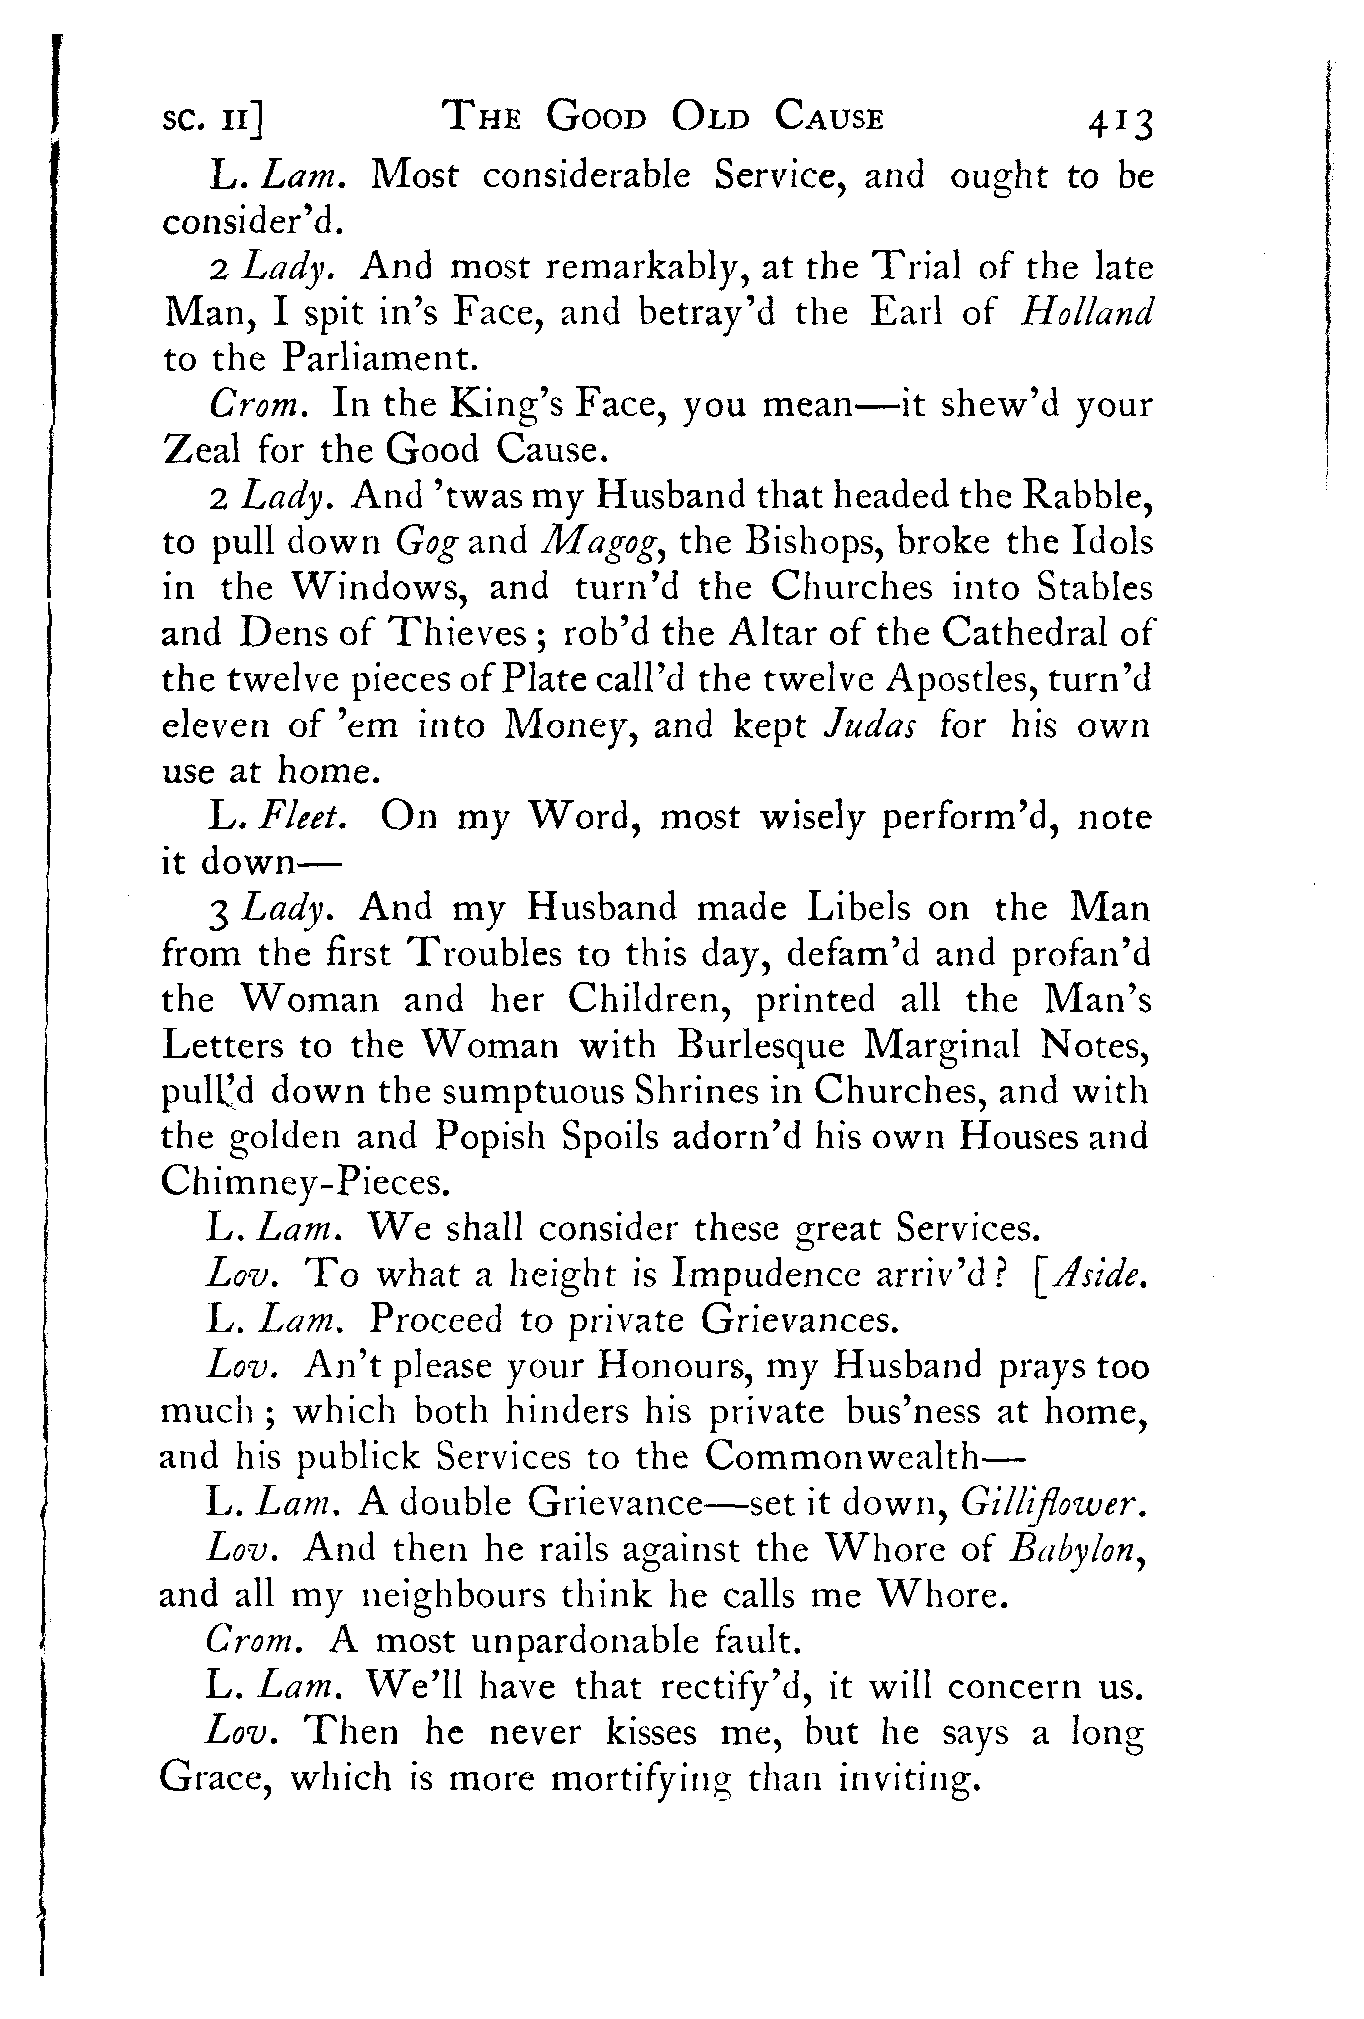 SC. II] THE GOOD OLD CAUSE 413
L. Lam. Most considerable Service, and ought to be
consider'd.
2 Lady. And most remarkably, at the Trial of the late
Man, I spit in's Face, and betray'd the Earl of Holland
to the Parliament.
Crom. In the King's Face, you mean—it shew'd your
Zeal for the Good Cause.
2 Lady. And 'twas my Husband that headed the Rabble,
to pull down Gog and Magog, the Bishops, broke the Idols
in the Windows, and turn'd the Churches into Stables
and Dens of Thieves; rob'd the Altar of the Cathedral of
the twelve pieces of Plate call'd the twelve Apostles, turn'd
eleven of 'em into Money, and kept Judas for his own
use at home.
L. Fleet. On my Word, most wisely perform'd, note
it down—
3 Lady. And my Husband made Libels on the Man
from the first Troubles to this day, defam'd and profan'd
the Woman and her Children, printed all the Man's
Letters to the Woman with Burlesque Marginal Notes,
pull'd down the sumptuous Shrines in Churches, and with
the golden and Popish Spoils adorn'd his own Houses and
Chimney-Pieces.
L. Lam. We shall consider these great Services.
Lov. To what a height is Impudence arriv'd? [Aside.
L. Lam. Proceed to private Grievances.
Lov. An't please your Honours, my Husband prays too
much; which both hinders his private bus'ness at home,
and his publick Services to the Commonwealth—
L. Lam. A double Grievance—set it down, Gilliflower.
Lov. And then he rails against the Whore of Babylon,
and all my neighbours think he calls me Whore.
Crom. A most unpardonable fault.
L. Lam. We'll have that rectify'd, it will concern us.
Lov. Then he never kisses me, but he says a long
Grace, which is more mortifying than inviting.